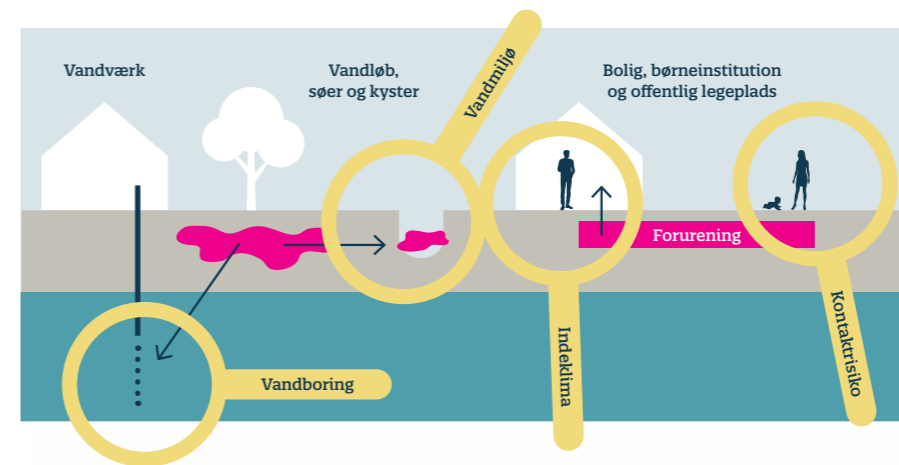 Vandværk
Vandløb,
søer og kyster
Vandmiljø
Bolig, børneinstitution
og offentlig legeplads
Forurening
Vandboring
Indeklima
Kontaktrisiko